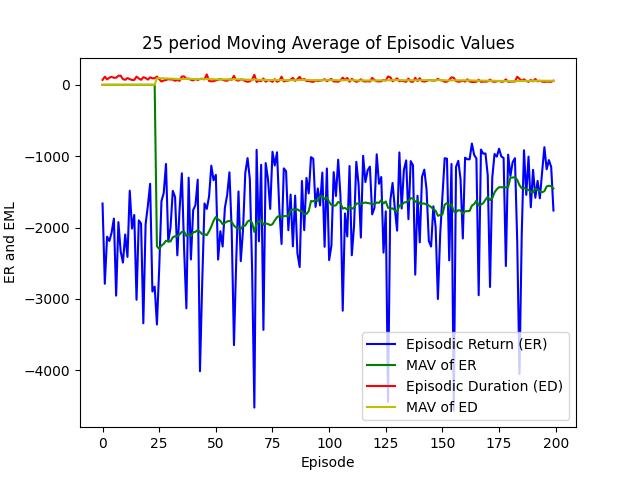 25 period Moving Average of Episodic Values
0
−1000
−2000
−3000
−4000
ER and EML
Episodic Return (ER)
MAV of ER
Episodic Duration (ED)
MAV of ED
0 25 50 75 100 125 150 175 200
Episode